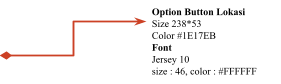 Option Button Lokasi
Size 238*53
Color #1E17EB
Font
Jersey 10
size : 46, color : #FFFFFF